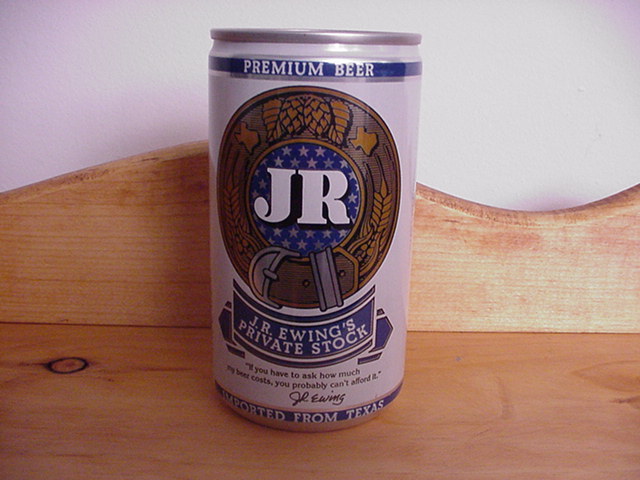 PREMIUM BEER
JR
J.R. EWING'S
PRIVATE STOCK
"If you have to ask how much
my beer costs, you probably can't afford it."
J.R. Ewing
IMPORTED FROM TEXAS